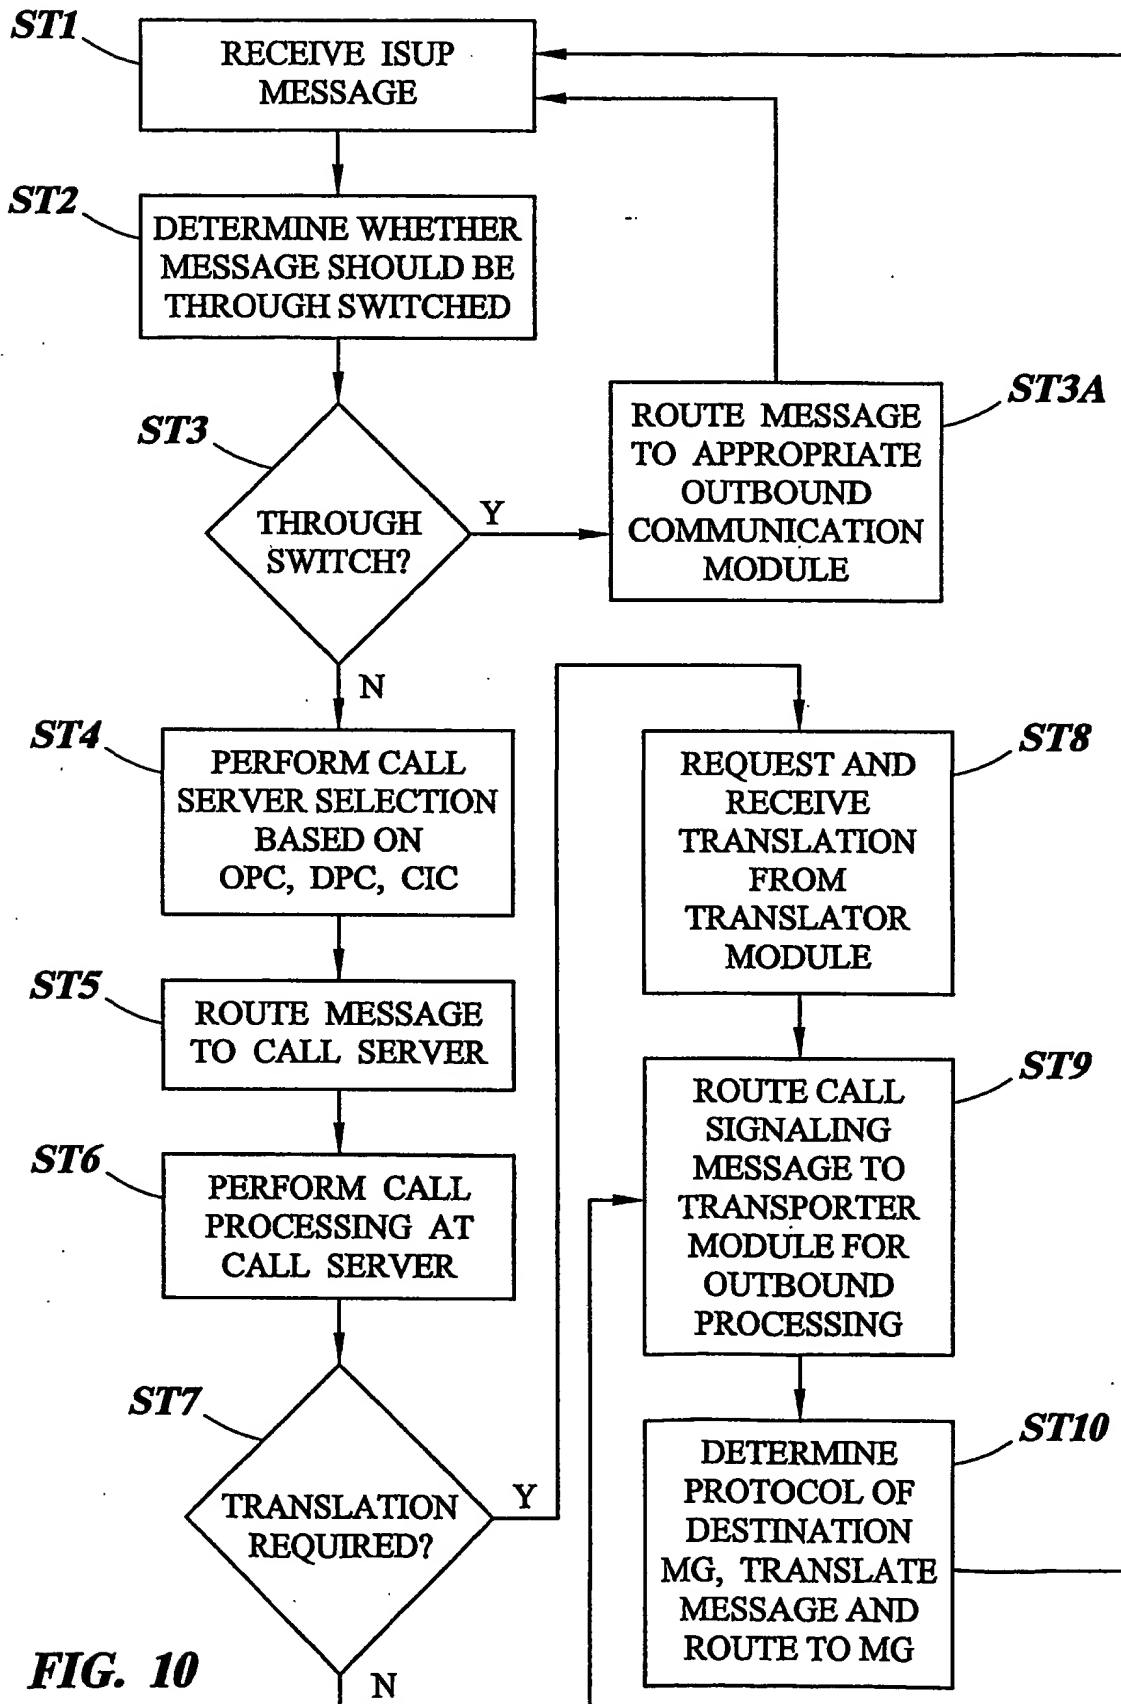 ST1
RECEIVE ISUP
MESSAGE
ST2
DETERMINE WHETHER
MESSAGE SHOULD BE
THROUGH SWITCHED
ST3
THROUGH
SWITCH?
Y
N
ST3A
ROUTE MESSAGE
TO APPROPRIATE
OUTBOUND
COMMUNICATION
MODULE
ST4
PERFORM CALL
SERVER SELECTION
BASED ON
OPC, DPC, CIC
ST5
ROUTE MESSAGE
TO CALL SERVER
ST6
PERFORM CALL
PROCESSING AT
CALL SERVER
ST7
TRANSLATION
REQUIRED?
Y
N
ST8
REQUEST AND
RECEIVE
TRANSLATION
FROM
TRANSLATOR
MODULE
ST9
ROUTE CALL
SIGNALING
MESSAGE TO
TRANSPORTER
MODULE FOR
OUTBOUND
PROCESSING
ST10
DETERMINE
PROTOCOL OF
DESTINATION
MG, TRANSLATE
MESSAGE AND
ROUTE TO MG
FIG. 10